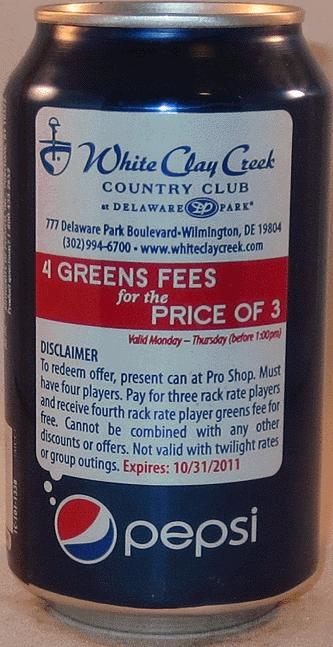 White Clay Creek
COUNTRY CLUB
at DELAWARE DP PARK®
777 Delaware Park Boulevard•Wilmington, DE 19804
(302)994-6700 • www.whiteclaycreek.com
4 GREENS FEES
for the
PRICE OF 3
Valid Monday – Thursday (before 1:00pm)
DISCLAIMER
To redeem offer, present can at Pro Shop. Must
have four players. Pay for three rack rate players
and receive fourth rack rate player greens fee for
free. Cannot be combined with any other
discounts or offers. Not valid with twilight rates
or group outings. Expires: 10/31/2011
pepsi